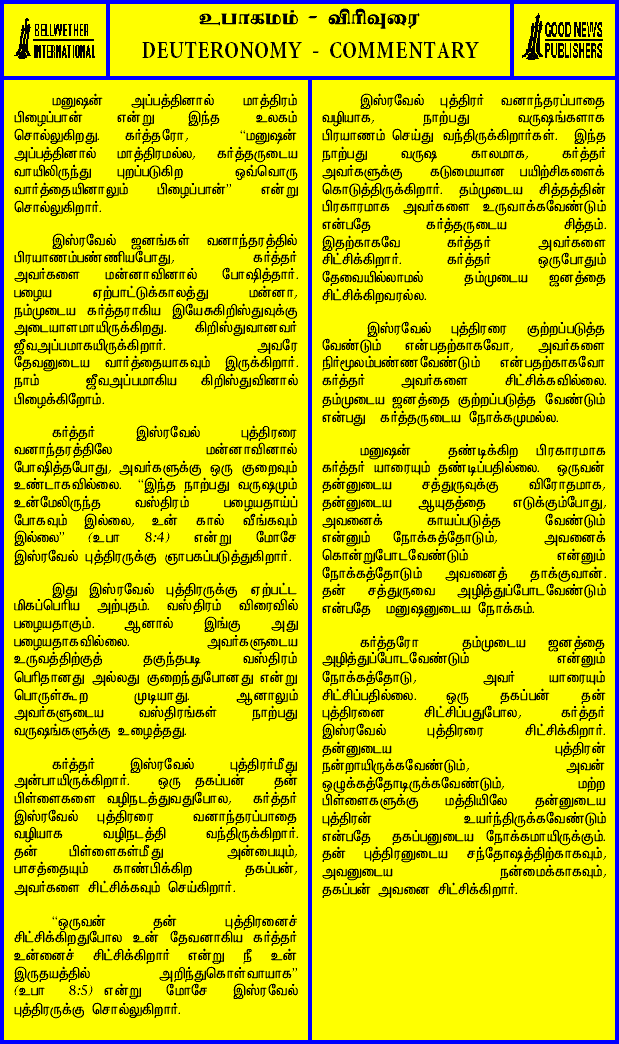 BELLWETHER
INTERNATIONAL
உபாகமம் - விரிவுரை
DEUTERONOMY - COMMENTARY
GOOD NEWS
PUBLISHERS
மனுஷன் அப்பத்தினால் மாத்திரம்
பிழைப்பான் என்று இந்த உலகம்
சொல்லுகிறது. கர்த்தரோ, “மனுஷன்
அப்பத்தினால் மாத்திரமல்ல, கர்த்தருடைய
வாயிலிருந்து புறப்படுகிற ஒவ்வொரு
வார்த்தையினாலும் பிழைப்பான்” என்று
சொல்லுகிறார்.
இஸ்ரவேல் ஜனங்கள் வனாந்தரத்தில்
பிரயாணம்பண்ணியபோது, கர்த்தர்
அவர்களை மன்னாவினால் போஷித்தார்.
பழைய ஏற்பாட்டுக்காலத்து மன்னா,
நம்முடைய கர்த்தராகிய இயேசுகிறிஸ்துவுக்கு
அடையாளமாயிருக்கிறது. கிறிஸ்துவானவர்
ஜீவஅப்பமாகயிருக்கிறார். அவரே
தேவனுடைய வார்த்தையாகவும் இருக்கிறார்.
நாம் ஜீவஅப்பமாகிய கிறிஸ்துவினால்
பிழைக்கிறோம்.
கர்த்தர் இஸ்ரவேல் புத்திரரை
வனாந்தரத்திலே மன்னாவினால்
போஷித்தபோது, அவர்களுக்கு ஒரு குறைவும்
உண்டாகவில்லை. “இந்த நாற்பது வருஷமும்
உன்மேலிருந்த வஸ்திரம் பழையதாய்ப்
போகவும் இல்லை, உன் கால் வீங்கவும்
இல்லை” (உபா 8:4) என்று மோசே
இஸ்ரவேல் புத்திரருக்கு ஞாபகப்படுத்துகிறார்.
இது இஸ்ரவேல் புத்திரருக்கு ஏற்பட்ட
மிகப்பெரிய அற்புதம். வஸ்திரம் விரைவில்
பழையதாகும். ஆனால் இங்கு அது
பழையதாகவில்லை. அவர்களுடைய
உருவத்திற்குத் தகுந்தபடி வஸ்திரம்
பெரிதானது அல்லது குறைந்துபோனது என்று
பொருள்கூற முடியாது. ஆனாலும்
அவர்களுடைய வஸ்திரங்கள் நாற்பது
வருஷங்களுக்கு உழைத்தது.
கர்த்தர் இஸ்ரவேல் புத்திரர்மீது
அன்பாயிருக்கிறார். ஒரு தகப்பன் தன்
பிள்ளைகளை வழிநடத்துவதுபோல, கர்த்தர்
இஸ்ரவேல் புத்திரரை வனாந்தரப்பாதை
வழியாக வழிநடத்தி வந்திருக்கிறார்.
தன் பிள்ளைகள்மீது அன்பையும்,
பாசத்தையும் காண்பிக்கிற தகப்பன்,
அவர்களை சிட்சிக்கவும் செய்கிறார்.
“ஒருவன் தன் புத்திரனைச்
சிட்சிக்கிறதுபோல உன் தேவனாகிய கர்த்தர்
உன்னைச் சிட்சிக்கிறார் என்று நீ உன்
இருதயத்தில் அறிந்துகொள்வாயாக”
(உபா 8:5) என்று மோசே இஸ்ரவேல்
புத்திரருக்கு சொல்லுகிறார்.
இஸ்ரவேல் புத்திரர் வனாந்தரப்பாதை
வழியாக, நாற்பது வருஷங்களாக
பிரயாணம் செய்து வந்திருக்கிறார்கள். இந்த
நாற்பது வருஷ காலமாக, கர்த்தர்
அவர்களுக்கு கடுமையான பயிற்சிகளைக்
கொடுத்திருக்கிறார். தம்முடைய சித்தத்தின்
பிரகாரமாக அவர்களை உருவாக்கவேண்டும்
என்பதே கர்த்தருடைய சித்தம்.
இதற்காகவே கர்த்தர் அவர்களை
சிட்சிக்கிறார். கர்த்தர் ஒருபோதும்
தேவையில்லாமல் தம்முடைய ஜனத்தை
சிட்சிக்கிறவரல்ல.
இஸ்ரவேல் புத்திரரை குற்றப்படுத்த
வேண்டும் என்பதற்காகவோ, அவர்களை
நிர்மூலம்பண்ணவேண்டும் என்பதற்காகவோ
கர்த்தர் அவர்களை சிட்சிக்கவில்லை.
தம்முடைய ஜனத்தை குற்றப்படுத்த வேண்டும்
என்பது கர்த்தருடைய நோக்கமுமல்ல.
மனுஷன் தண்டிக்கிற பிரகாரமாக
கர்த்தர் யாரையும் தண்டிப்பதில்லை. ஒருவன்
தன்னுடைய சத்துருவுக்கு விரோதமாக,
தன்னுடைய ஆயுதத்தை எடுக்கும்போது,
அவனைக் காயப்படுத்த வேண்டும்
என்னும் நோக்கத்தோடும், அவனைக்
கொன்றுபோடவேண்டும் என்னும்
நோக்கத்தோடும் அவனைத் தாக்குவான்.
தன் சத்துருவை அழித்துப்போடவேண்டும்
என்பதே மனுஷனுடைய நோக்கம்.
கர்த்தரோ தம்முடைய ஜனத்தை
அழித்துப்போடவேண்டும் என்னும்
நோக்கத்தோடு, அவர் யாரையும்
சிட்சிப்பதில்லை. ஒரு தகப்பன் தன்
புத்திரனை சிட்சிப்பதுபோல, கர்த்தர்
இஸ்ரவேல் புத்திரரை சிட்சிக்கிறார்.
தன்னுடைய புத்திரன்
நன்றாயிருக்கவேண்டும், அவன்
ஒழுக்கத்தோடிருக்கவேண்டும், மற்ற
பிள்ளைகளுக்கு மத்தியிலே தன்னுடைய
புத்திரன் உயர்ந்திருக்கவேண்டும்
என்பதே தகப்பனுடைய நோக்கமாயிருக்கும்.
தன் புத்திரனுடைய சந்தோஷத்திற்காகவும்,
அவனுடைய நன்மைக்காகவும்,
தகப்பன் அவனை சிட்சிக்கிறார்.